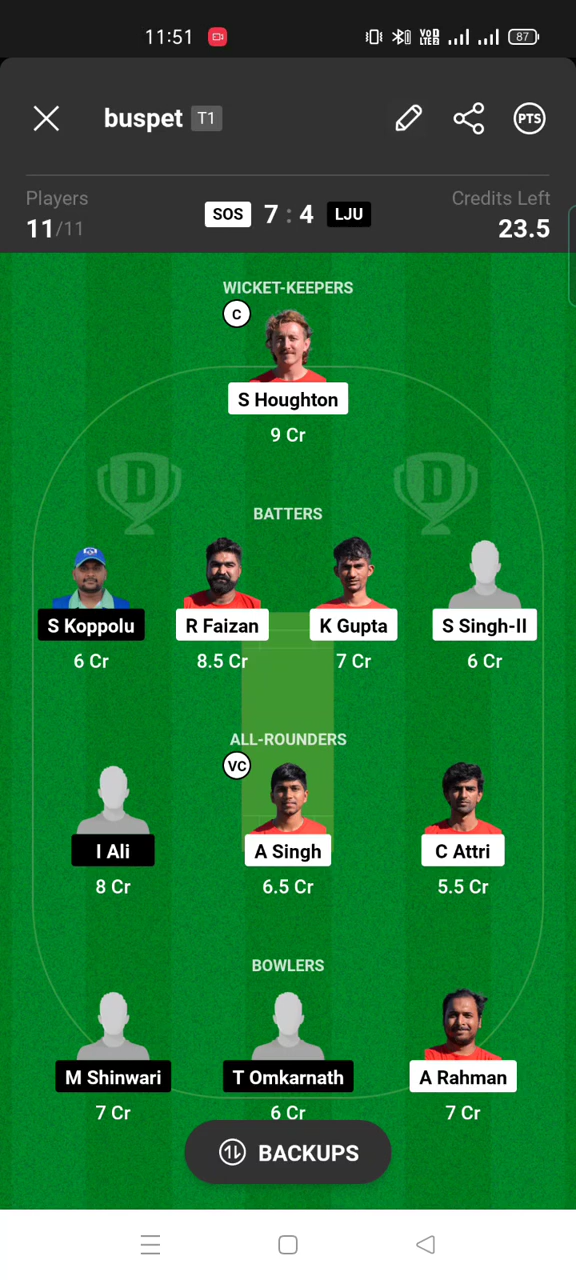 11:51
VoD LTE2 87
buspet T1
PTS
Players
Credits Left
11/11
SOS 7 : 4 LJU
23.5
WICKET-KEEPERS
C
S Houghton
9 Cr
D D
BATTERS
S Koppolu R Faizan K Gupta S Singh-II
6 Cr 8.5 Cr 7 Cr 6 Cr
ALL-ROUNDERS
VC
I Ali A Singh C Attri
8 Cr 6.5 Cr 5.5 Cr
BOWLERS
M Shinwari T Omkarnath A Rahman
7 Cr 6 Cr 7 Cr
BACKUPS